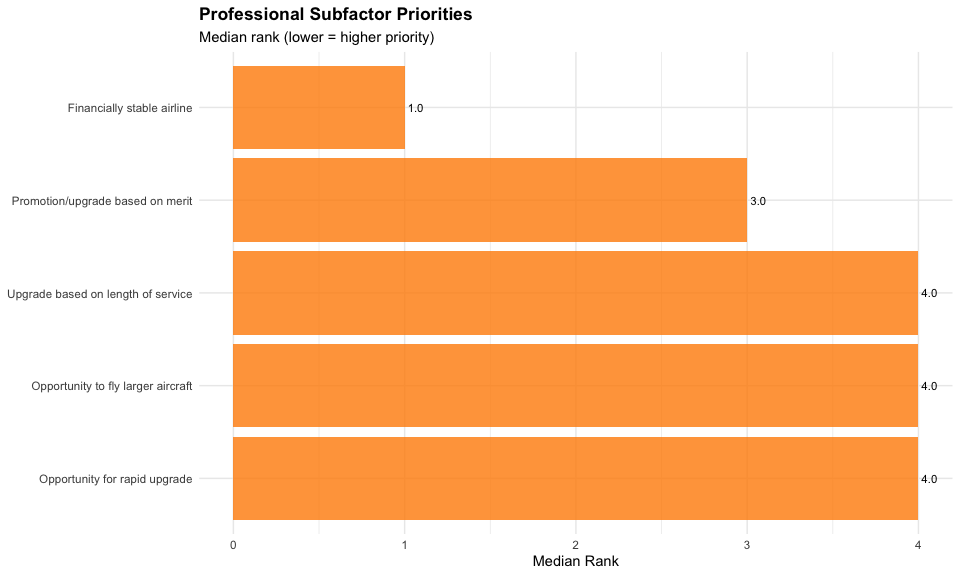 Professional Subfactor Priorities
Median rank (lower = higher priority)
Financially stable airline
1.0
Promotion/upgrade based on merit
3.0
Upgrade based on length of service
4.0
Opportunity to fly larger aircraft
4.0
Opportunity for rapid upgrade
4.0
0 1 2 3 4
Median Rank